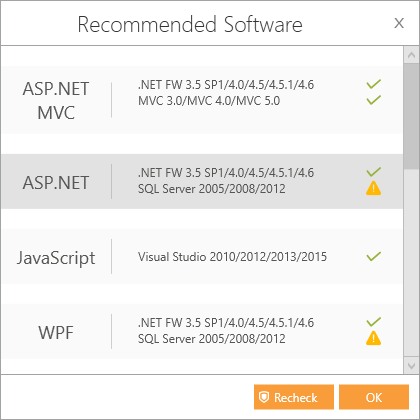 Recommended Software
X
ASP.NET
MVC
.NET FW 3.5 SP1/4.0/4.5/4.5.1/4.6
MVC 3.0/MVC 4.0/MVC 5.0
ASP.NET
.NET FW 3.5 SP1/4.0/4.5/4.5.1/4.6
SQL Server 2005/2008/2012
JavaScript
Visual Studio 2010/2012/2013/2015
WPF
.NET FW 3.5 SP1/4.0/4.5/4.5.1/4.6
SQL Server 2005/2008/2012
Recheck
OK